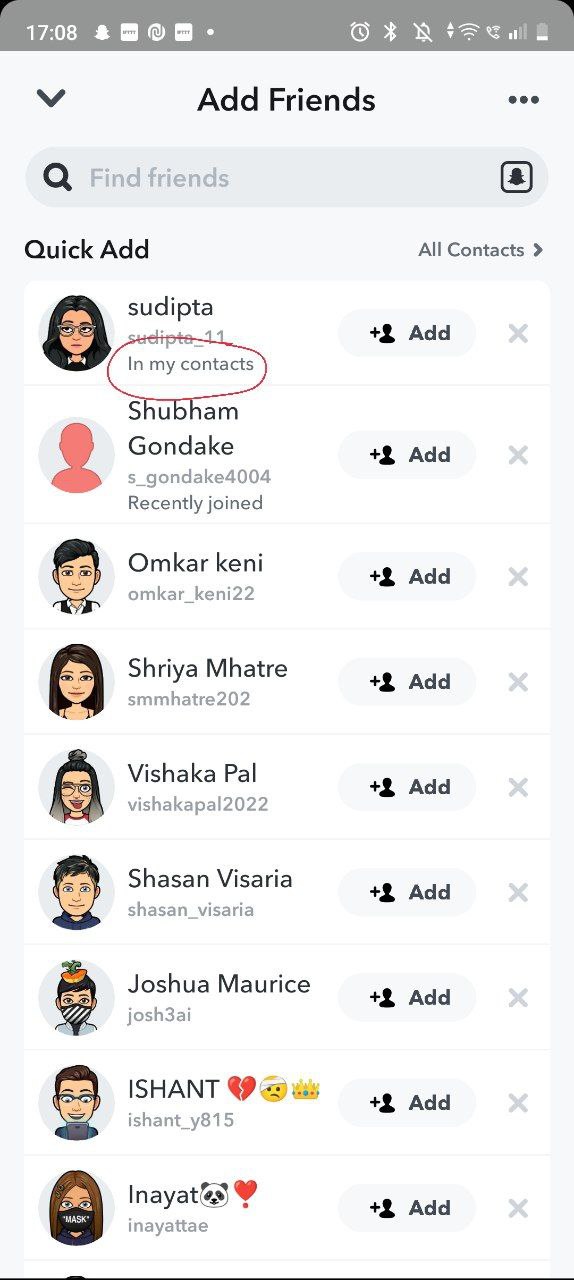 17:08
Add Friends
Find friends
Quick Add
All Contacts
sudipta
sudipta_11_
Add
In my contacts
Shubham
Gondake
s_gondake4004
Add
Recently joined
Omkar keni
omkar_keni22
Add
Shriya Mhatre
smmhatre202
Add
Vishaka Pal
vishakapal2022
Add
Shasan Visaria
shasan_visaria
Add
Joshua Maurice
josh3ai
Add
ISHANT 💔🤕👑
ishant_y815
Add
Inayat🐼❣️
inayattae
Add
"MASK"